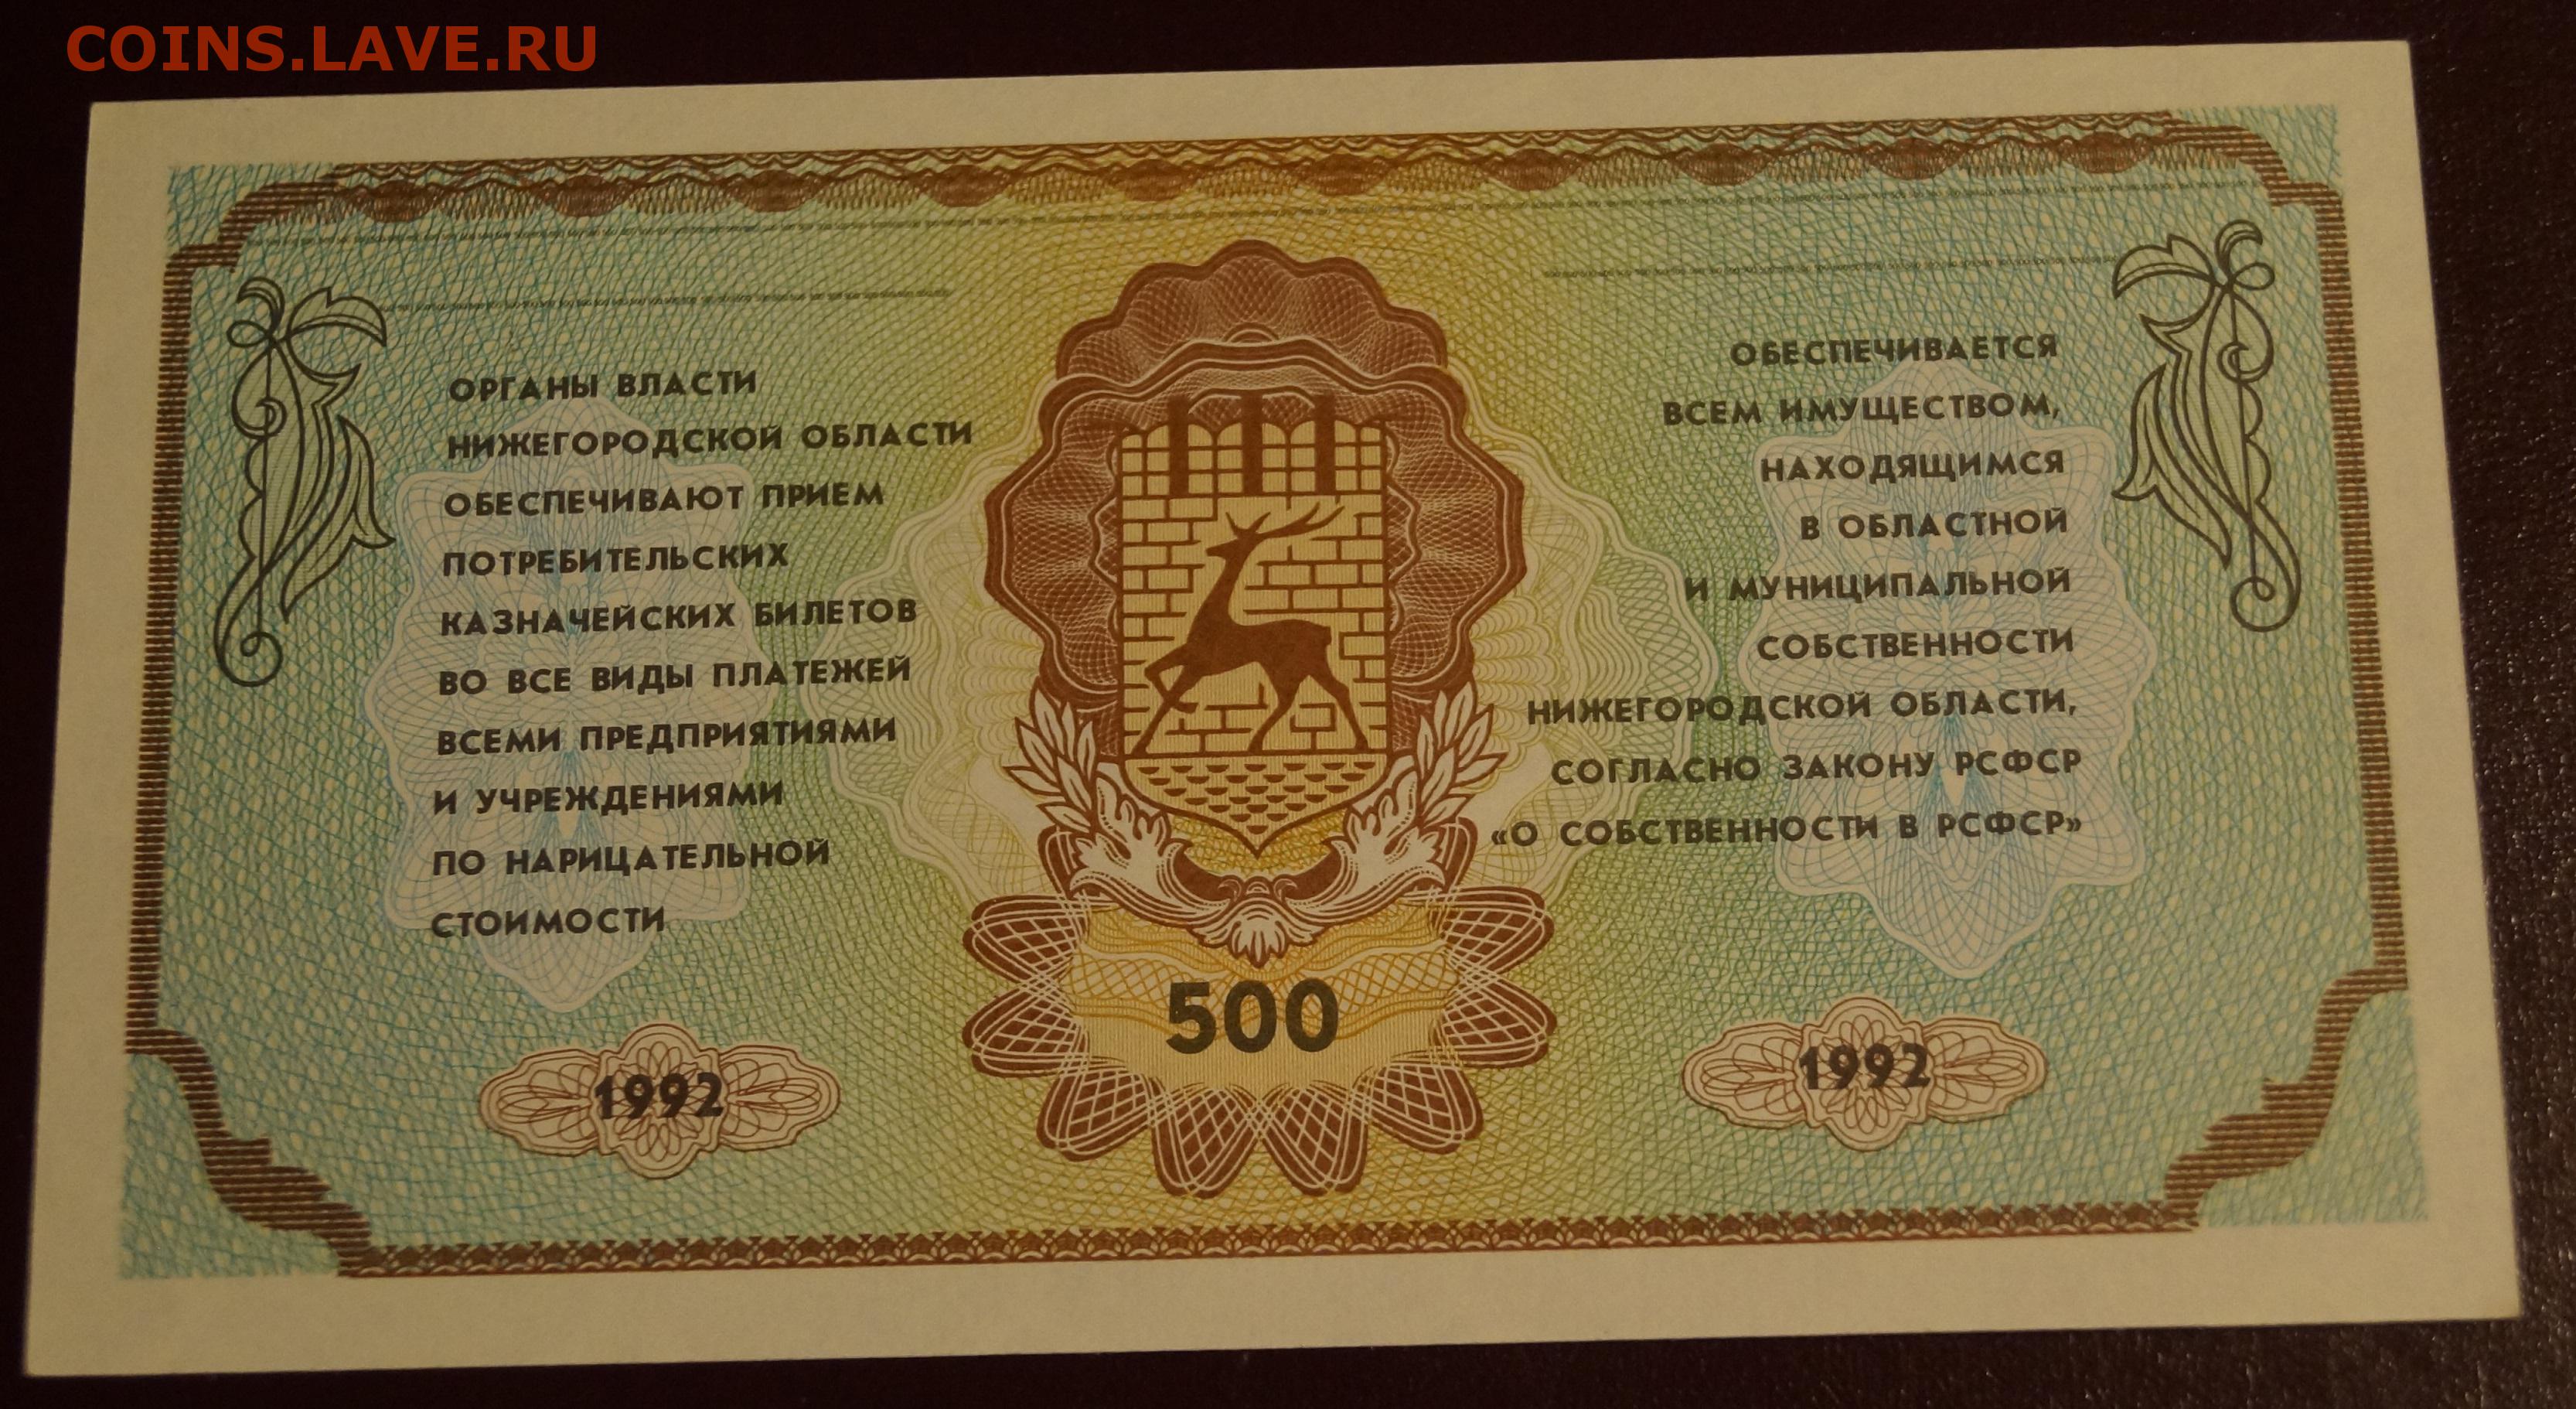 COINS.LAVE.RU
ОРГАНЫ ВЛАСТИ
НИЖЕГОРОДСКОЙ ОБЛАСТИ
ОБЕСПЕЧИВАЮТ ПРИЕМ
ПОТРЕБИТЕЛЬСКИХ
КАЗНАЧЕЙСКИХ БИЛЕТОВ
ВО ВСЕ ВИДЫ ПЛАТЕЖЕЙ
ВСЕМИ ПРЕДПРИЯТИЯМИ
И УЧРЕЖДЕНИЯМИ
ПО НАРИЦАТЕЛЬНОЙ
СТОИМОСТИ
1992
500
ОБЕСПЕЧИВАЕТСЯ
ВСЕМ ИМУЩЕСТВОМ,
НАХОДЯЩИМСЯ
В ОБЛАСТНОЙ
И МУНИЦИПАЛЬНОЙ
СОБСТВЕННОСТИ
НИЖЕГОРОДСКОЙ ОБЛАСТИ,
СОГЛАСНО ЗАКОНУ РСФСР
«О СОБСТВЕННОСТИ В РСФСР»
1992